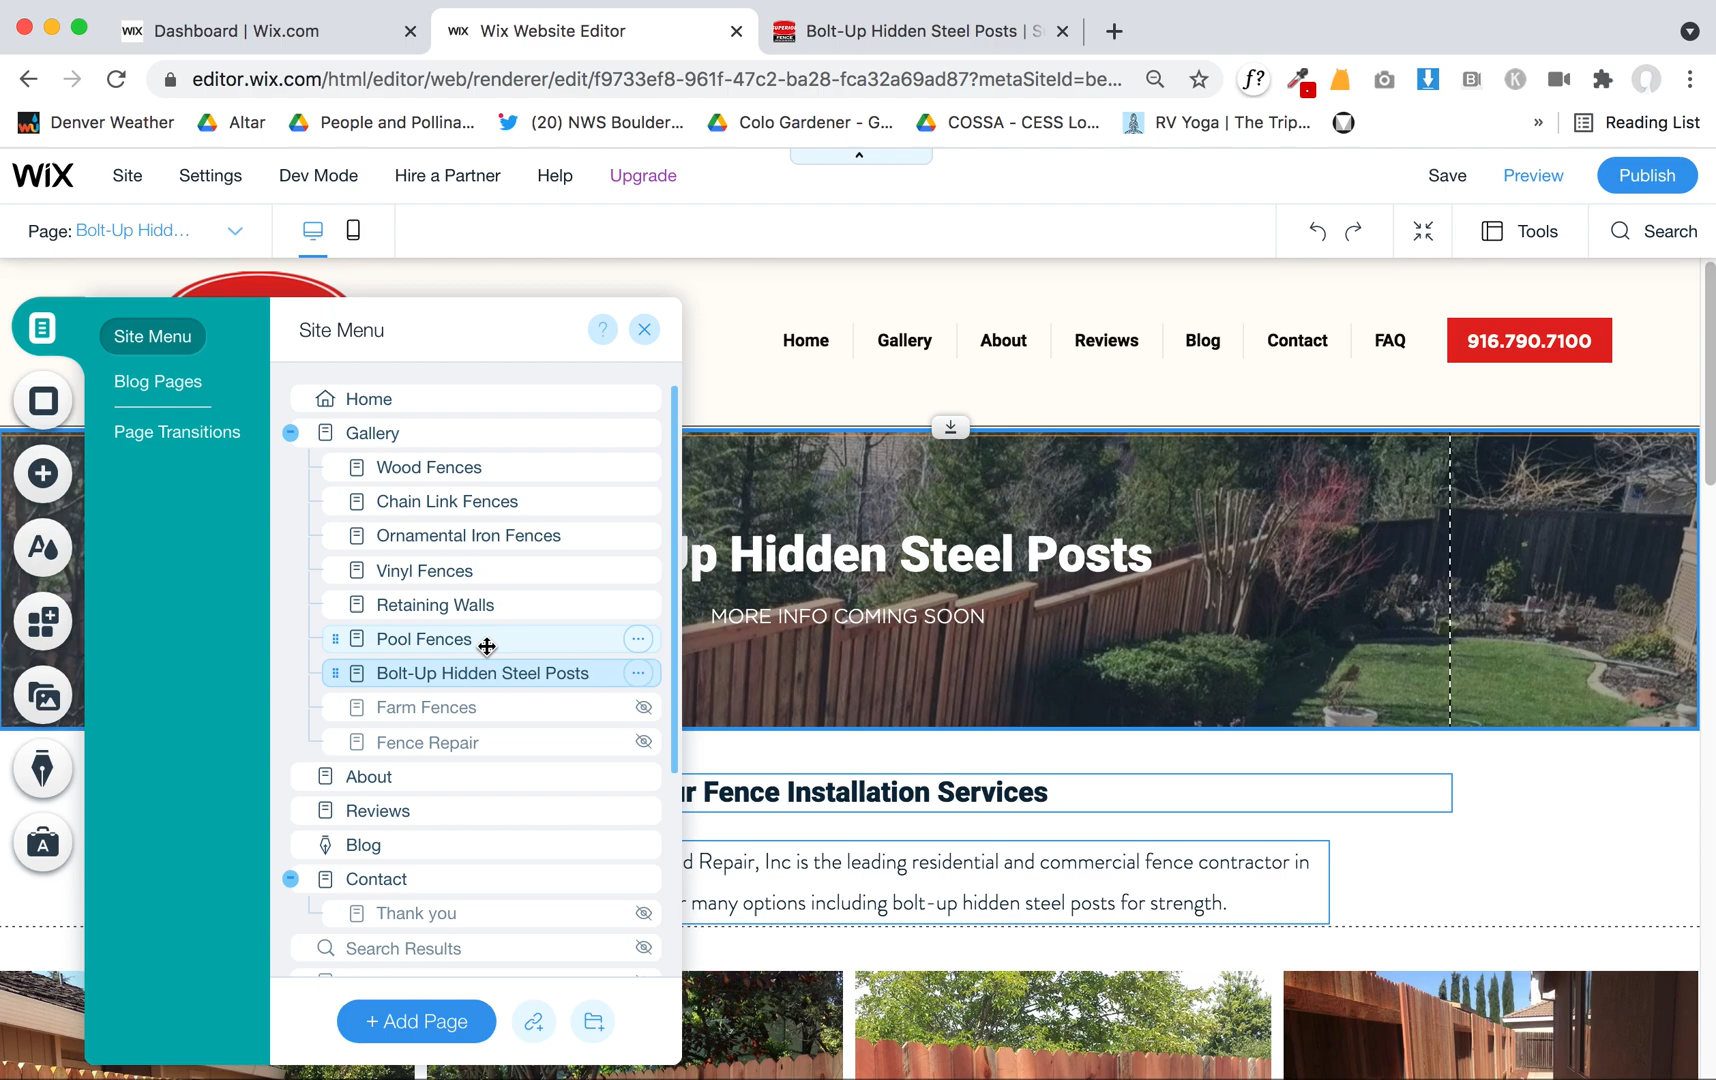 WIX Dashboard | Wix.com
WIX Wix Website Editor
SUPERIOR FENCE Bolt-Up Hidden Steel Posts | S
editor.wix.com/html/editor/web/renderer/edit/f9733ef8-961f-47c2-ba28-fca32a69ad87?metaSiteId=be...
f?
K
WU Denver Weather
Altar
People and Pollina...
(20) NWS Boulder...
Colo Gardener - G...
COSSA - CESS Lo...
RV Yoga | The Trip...
»
Reading List
WiX
Site
Settings
Dev Mode
Hire a Partner
Help
Upgrade
Save
Preview
Publish
Page: Bolt-Up Hidd...
Tools
Search
Site Menu
Blog Pages
Page Transitions
Site Menu
?
Home
Gallery
Wood Fences
Chain Link Fences
Ornamental Iron Fences
Vinyl Fences
Retaining Walls
Pool Fences
Bolt-Up Hidden Steel Posts
Farm Fences
Fence Repair
About
Reviews
Blog
Contact
Thank you
Search Results
+ Add Page
A
A
Home
Gallery
About
Reviews
Blog
Contact
FAQ
916.790.7100
p Hidden Steel Posts
MORE INFO COMING SOON
r Fence Installation Services
d Repair, Inc is the leading residential and commercial fence contractor in
many options including bolt-up hidden steel posts for strength.